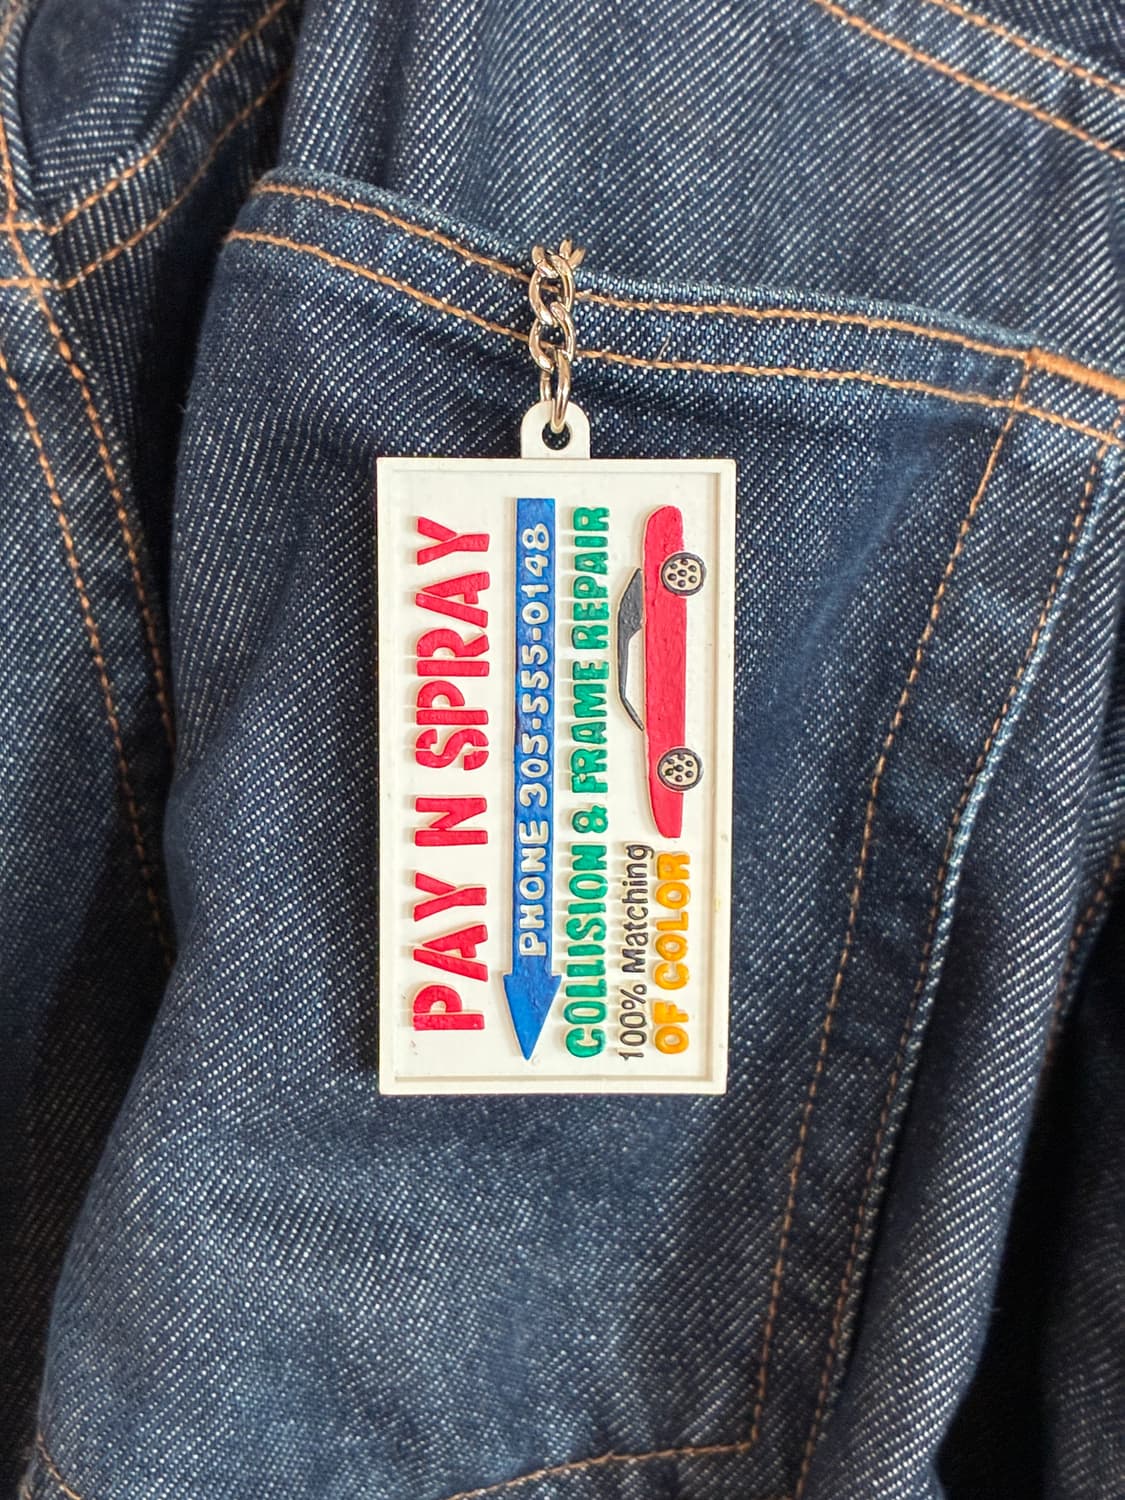 PAY N SPRAY
PHONE 305-555-0148
COLLISION & FRAME REPAIR
100% Matching
OF COLOR